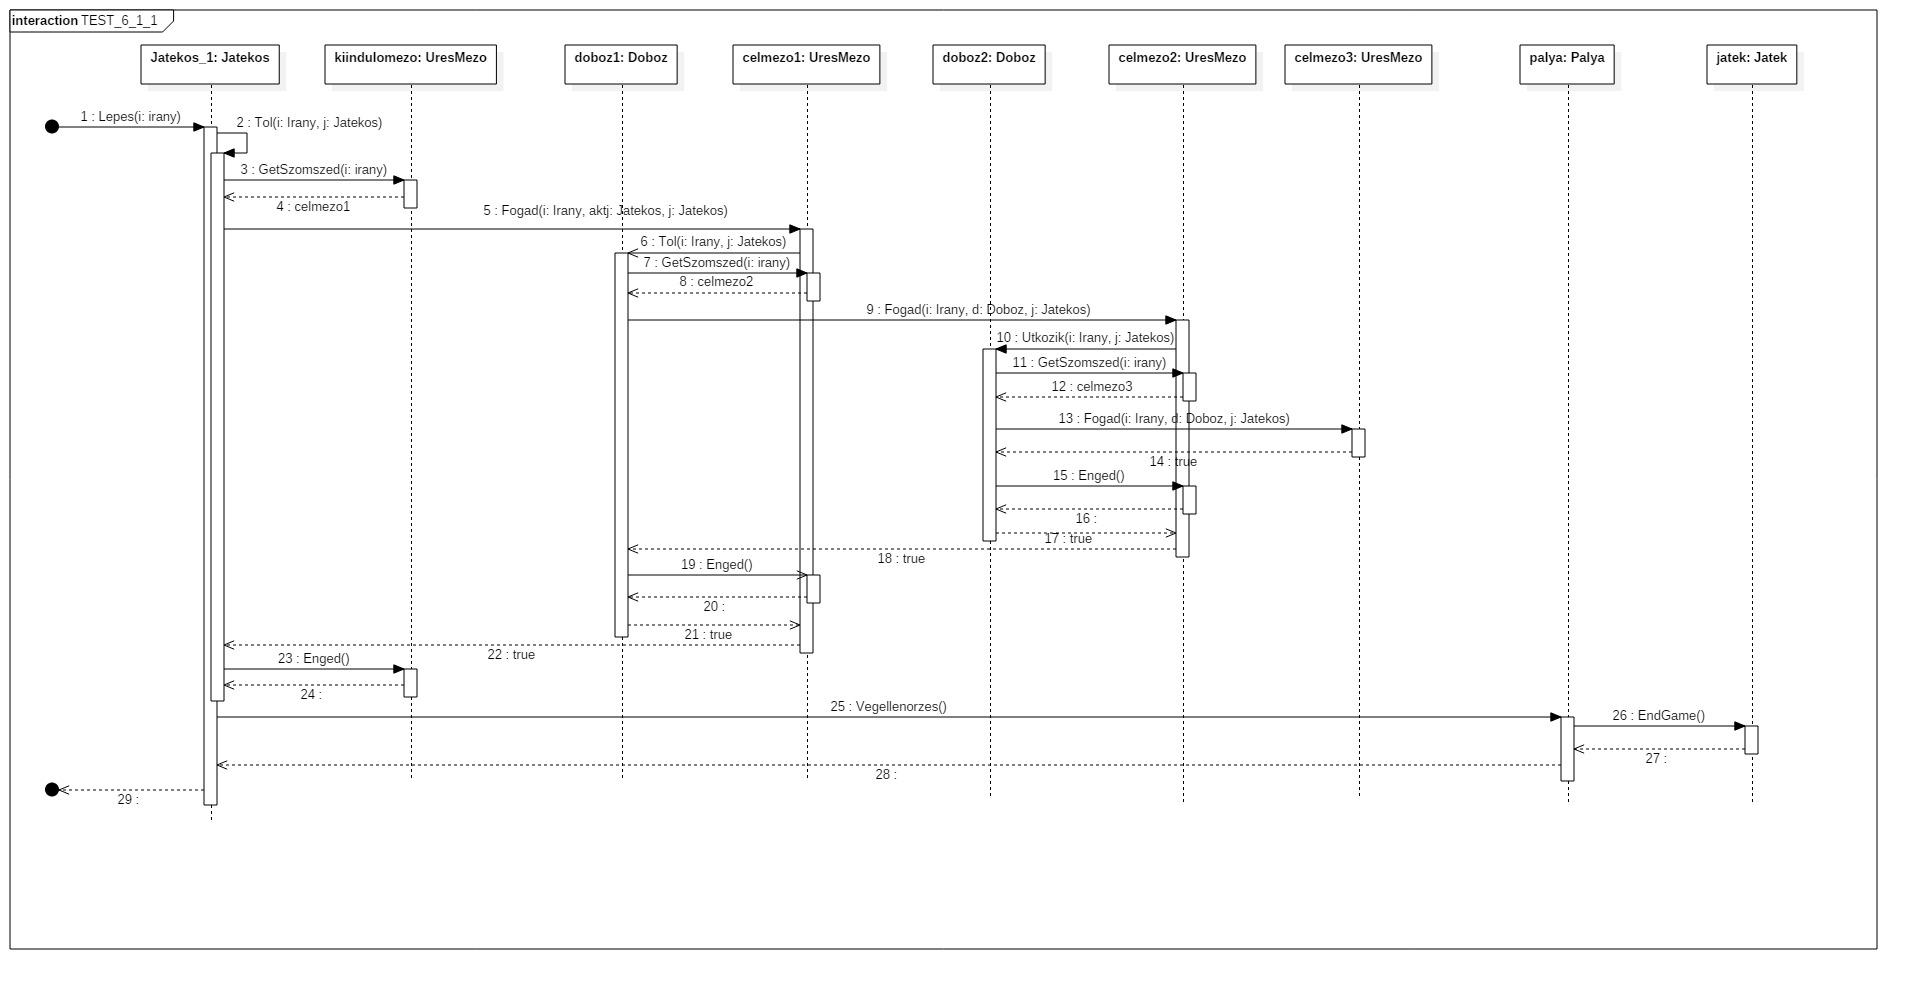 interaction TEST_6_1_1
Jatekos_1: Jatekos
kiindulomezo: UresMezo
doboz1: Doboz
celmezo1: UresMezo
doboz2: Doboz
celmezo2: UresMezo
celmezo3: UresMezo
palya: Palya
jatek: Jatek
1 : Lepes(i: irany)
2 : Tol(i: Irany, j: Jatekos)
3 : GetSzomszed(i: irany)
4 : celmezo1
5 : Fogad(i: Irany, aktj: Jatekos, j: Jatekos)
6 : Tol(i: Irany, j: Jatekos)
7 : GetSzomszed(i: irany)
8 : celmezo2
9 : Fogad(i: Irany, d: Doboz, j: Jatekos)
10 : Utkozik(i: Irany, j: Jatekos)
11 : GetSzomszed(i: irany)
12 : celmezo3
13 : Fogad(i: Irany, d: Doboz, j: Jatekos)
14 : true
15 : Enged()
16 :
17 : true
18 : true
19 : Enged()
20 :
21 : true
22 : true
23 : Enged()
24 :
25 : Vegellenorzes()
26 : EndGame()
27 :
28 :
29 :